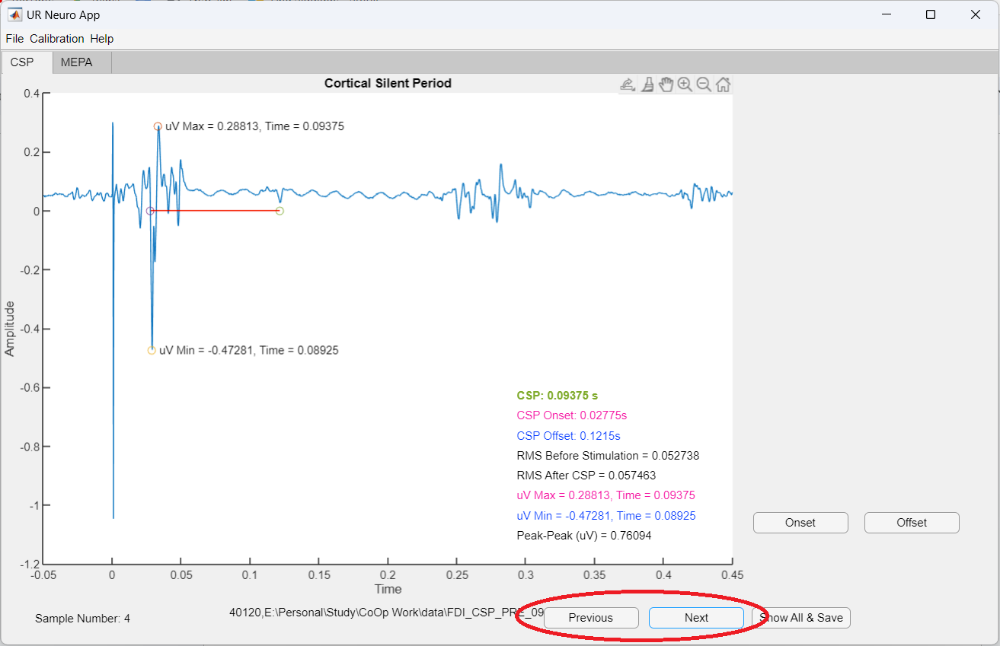 UR Neuro App
File Calibration Help
CSP MEPA
Cortical Silent Period
0.4
uV Max = 0.28813, Time = 0.09375
0.2
0
-0.2
-0.4
Amplitude
uV Min = -0.47281, Time = 0.08925
-0.6
-0.8
-1
-1.2
CSP: 0.09375 s
CSP Onset: 0.02775s
CSP Offset: 0.1215s
RMS Before Stimulation = 0.052738
RMS After CSP = 0.057463
uV Max = 0.28813, Time = 0.09375
uV Min = -0.47281, Time = 0.08925
Peak-Peak (uV) = 0.76094
Onset Offset
-0.05 0 0.05 0.1 0.15 0.2 0.25 0.3 0.35 0.4 0.45
Time
Sample Number: 4
40120,E:\Personal\Study\CoOp Work\data\FDI_CSP_PRE_09
Previous Next Show All & Save